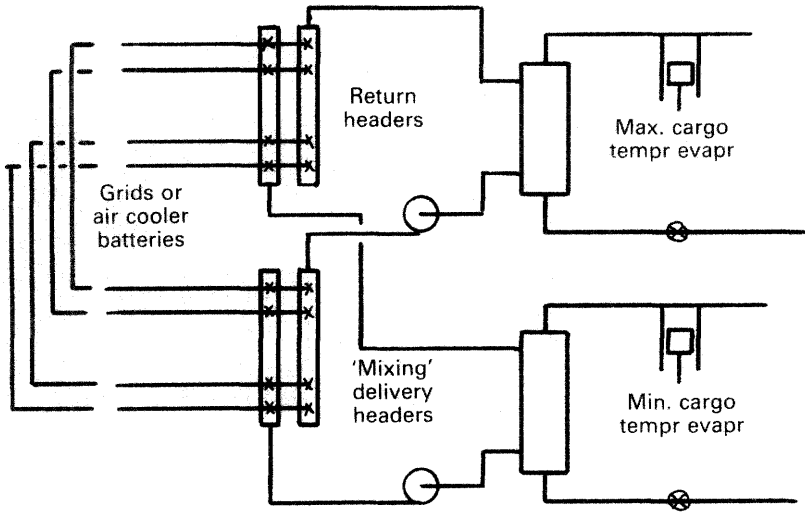 Return
headers
Max. cargo
tempr evapr
Grids or
air cooler
batteries
'Mixing'
delivery
headers
Min. cargo
tempr evapr